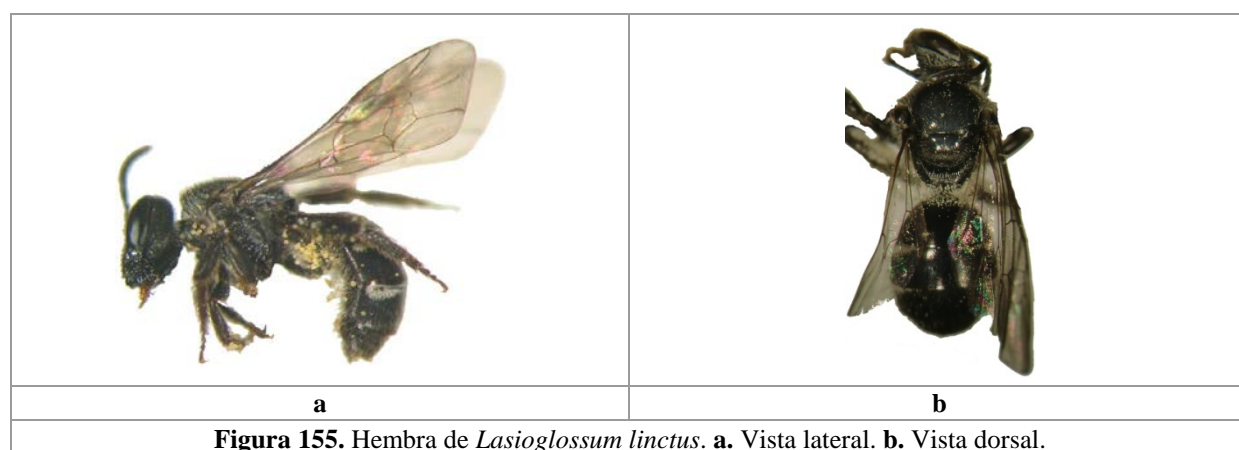 a
b
Figura 155. Hembra de Lasioglossum linctus. a. Vista lateral. b. Vista dorsal.